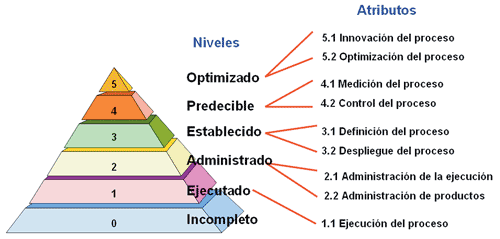 Atributos
Niveles
5.1 Innovación del proceso
5.2 Optimización del proceso
5
Optimizado
4.1 Medición del proceso
4.2 Control del proceso
4
Predecible
3.1 Definición del proceso
3.2 Despliegue del proceso
3
Establecido
2.1 Administración de la ejecución
2.2 Administración de productos
2
Administrado
1
Ejecutado
1.1 Ejecución del proceso
0
Incompleto